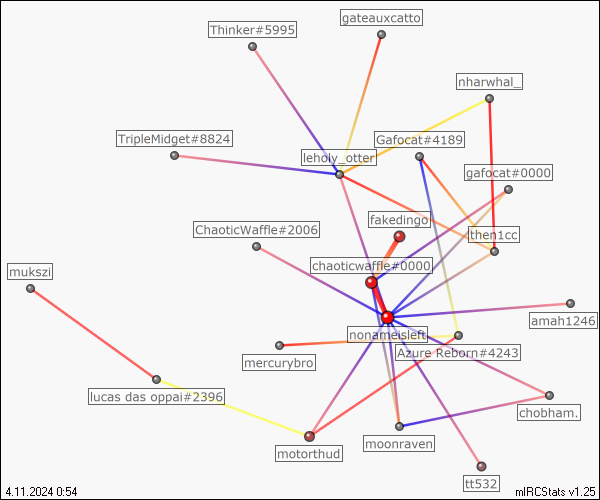 gateauxcatto
Thinker#5995
nharwhal_
TripleMidget#8824
Gafocat#4189
leholy_otter
gafocat#0000
fakedingo
ChaoticWaffle#2006
then1cc
chaoticwaffle#0000
mukszi
amah1246
nonameisleft
Azure Reborn#4243
mercurybro
lucas das oppai#2396
chobham.
moonraven
motorthud
tt532
4.11.2024 0:54
mIRCStats v1.25